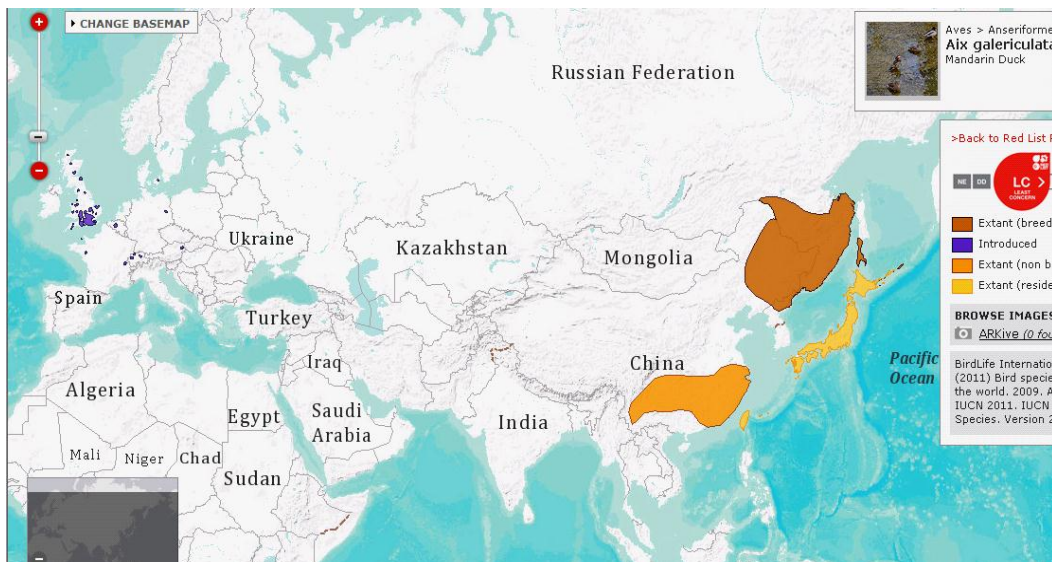 CHANGE BASEMAP
Aves > Anseriforme
Aix galericulata
Mandarin Duck
>Back to Red List
NE DD
LC >
LEAST
CONCERN
Extant (breed
Introduced
Extant (non b
Extant (reside
BROWSE IMAGES
ARKive (0 fou
BirdLife Internatio
(2011) Bird specie
the world. 2009. A
IUCN 2011. IUCN
Species. Version 2
Russian Federation
Ukraine
Kazakhstan
Mongolia
Spain
Turkey
Iraq
China
Pacific
Ocean
Algeria
Egypt
Saudi
Arabia
India
Mali
Niger
Chad
Sudan